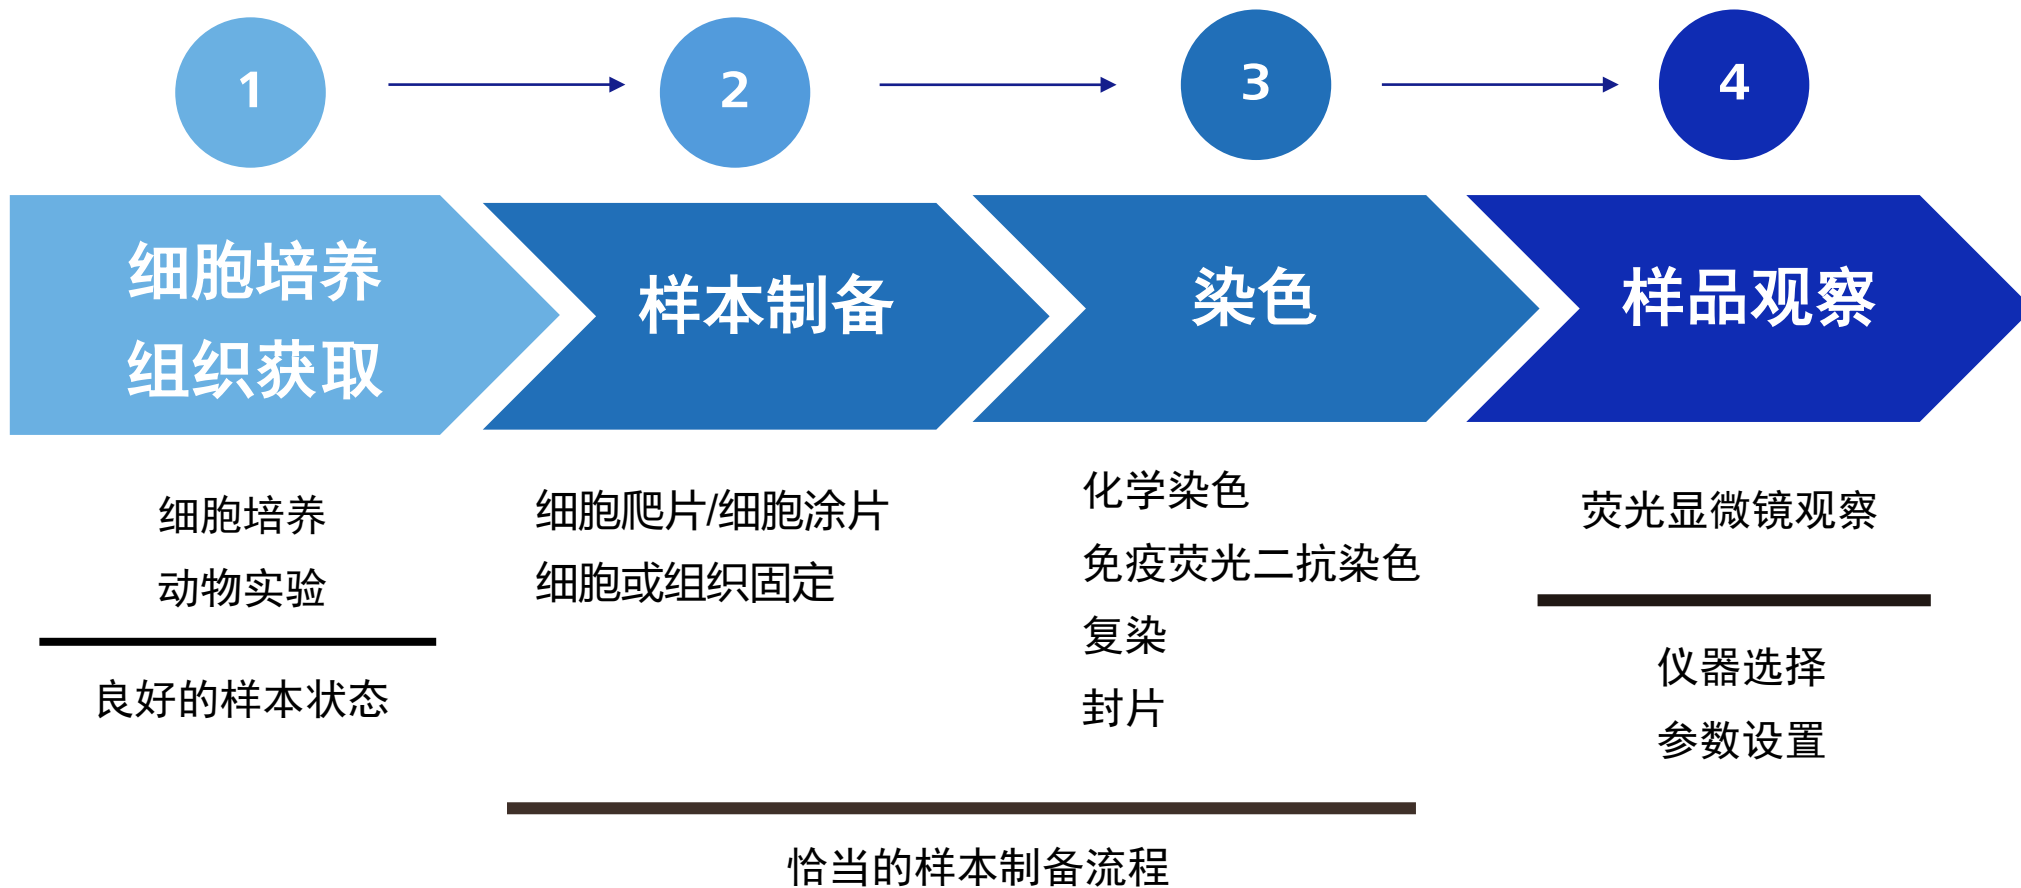 1
2
3
4
细胞培养
组织获取
样本制备
染色
样品观察
细胞培养
动物实验
良好的样本状态
细胞爬片/细胞涂片
细胞或组织固定
化学染色
免疫荧光二抗染色
复染
封片
恰当的样本制备流程
荧光显微镜观察
仪器选择
参数设置